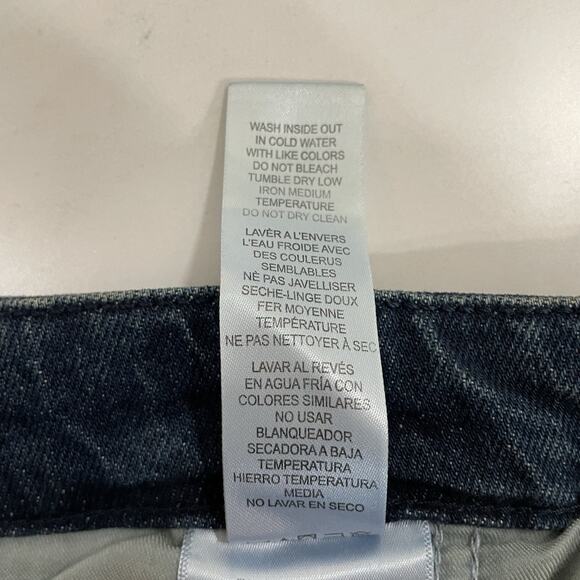 WASH INSIDE OUT
IN COLD WATER
WITH LIKE COLORS
DO NOT BLEACH
TUMBLE DRY LOW
IRON MEDIUM
TEMPERATURE
DO NOT DRY CLEAN
LAVÈR A L'ENVERS
L'EAU FROIDE AVEC
DES COULERUS
SEMBLABLES
NÉ PAS JAVELLISER
SECHE-LINGE DOUX
FER MOYENNE
TEMPÉRATURE
NE PAS NETTOYER À SEC
LAVAR AL REVÉS
EN AGUA FRÍA CON
COLORES SIMILARES
NO USAR
BLANQUEADOR
SECADORA A BAJA
TEMPERATURA
HIERRO TEMPERATURA
MEDIA
NO LAVAR EN SECO